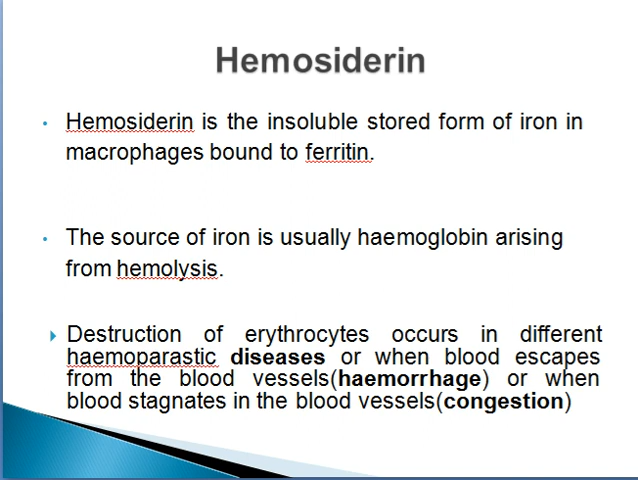 Hemosiderin
• Hemosiderin is the insoluble stored form of iron in
macrophages bound to ferritin.
• The source of iron is usually haemoglobin arising
from hemolysis.
Destruction of erythrocytes occurs in different
haemoparastic diseases or when blood escapes
from the blood vessels(haemorrhage) or when
blood stagnates in the blood vessels(congestion)